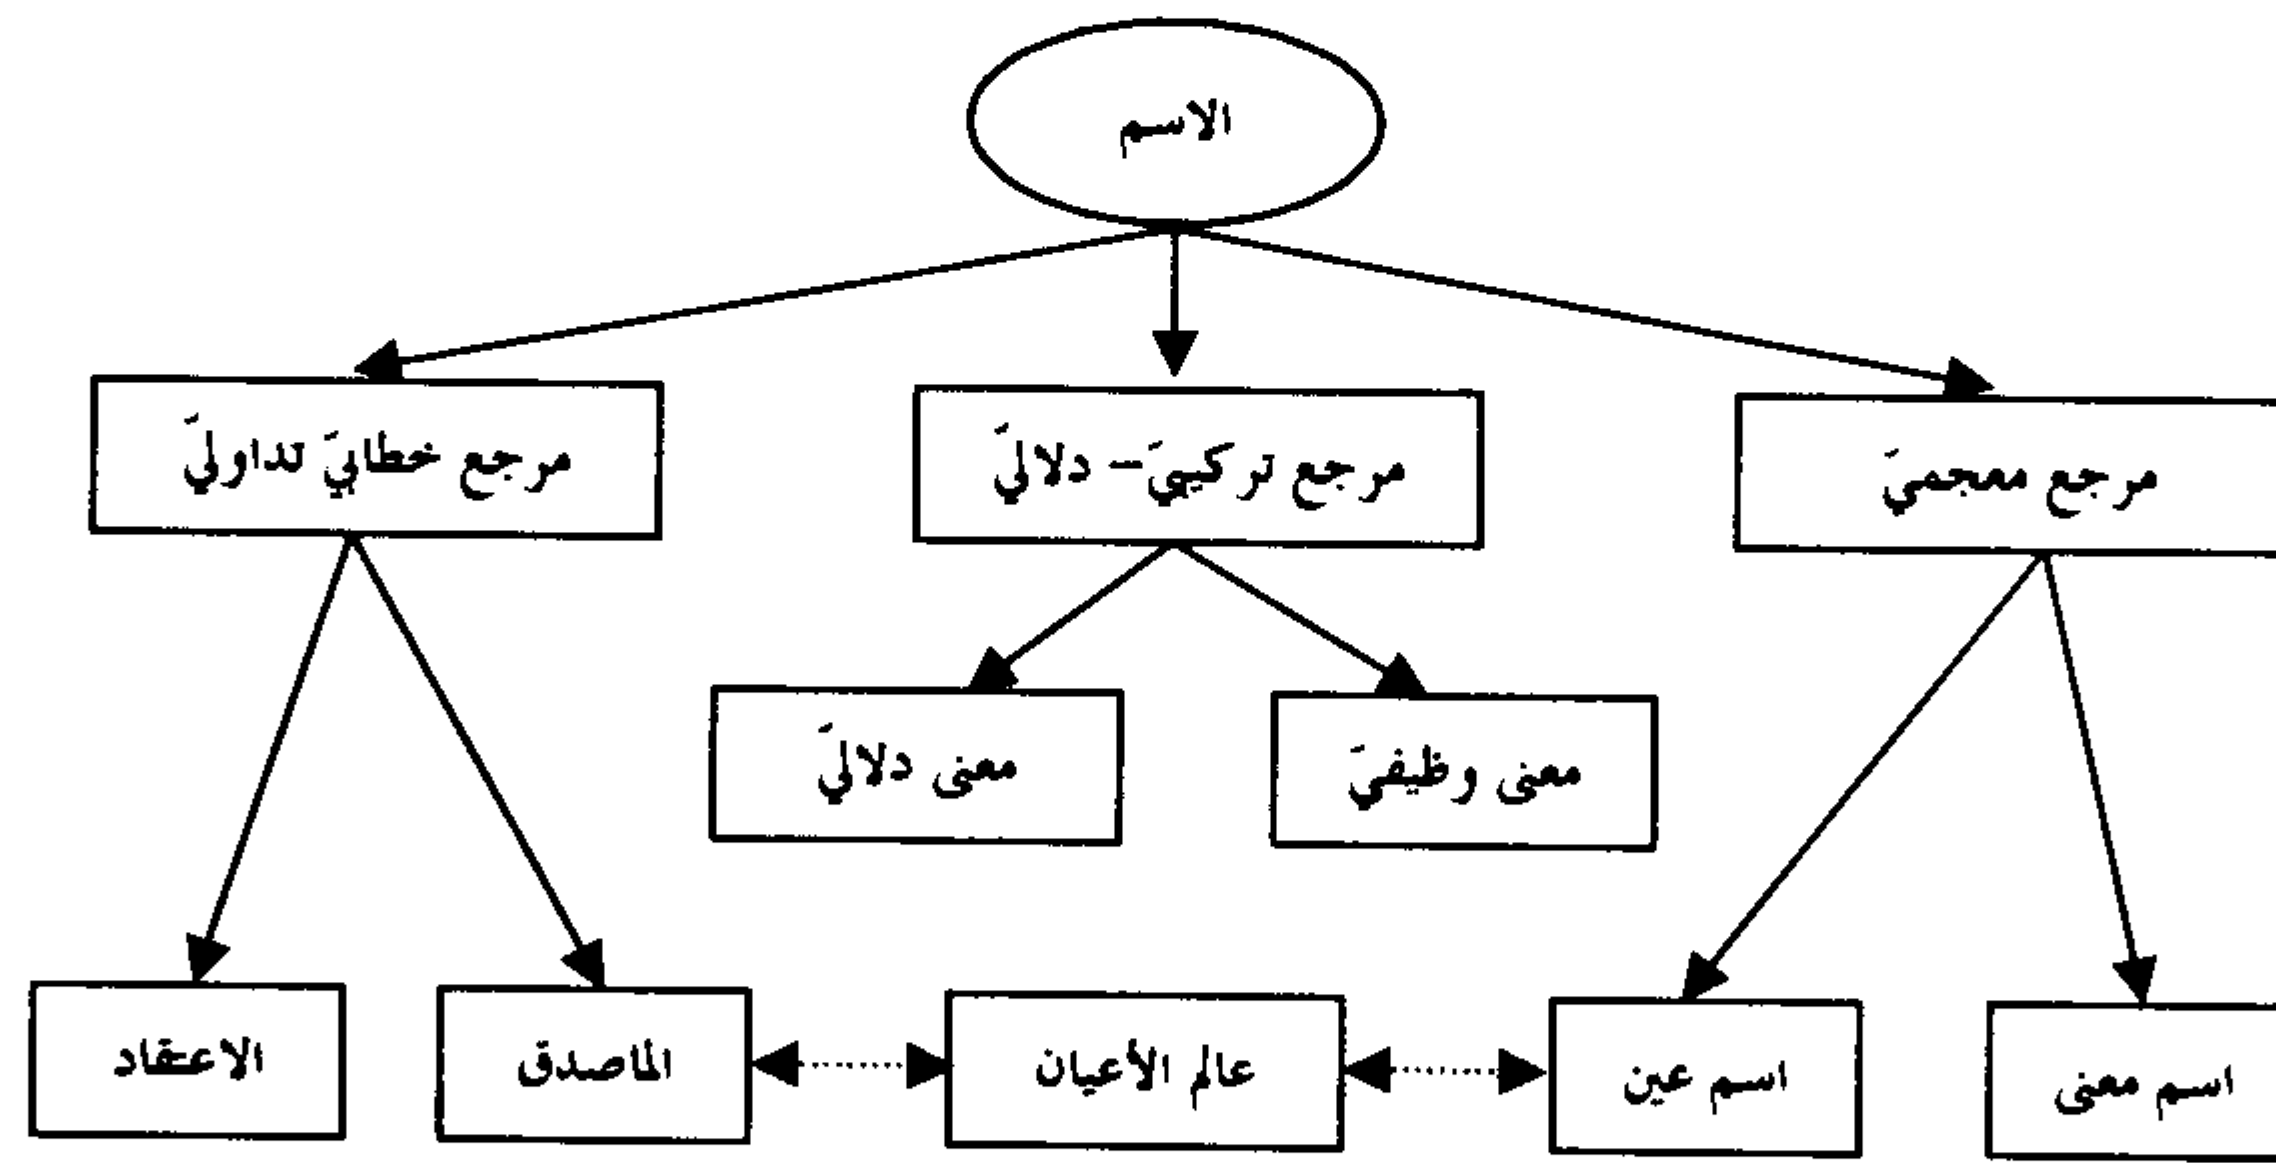 الاسم
مرجع معجميّ
مرجع تركيبيّ– دلاليّ
مرجع خطابيّ تداوليّ
معنى وظيفيّ
معنى دلاليّ
اسم معنى
اسم عين
عالم الأعيان
الماصدق
الاعتقاد